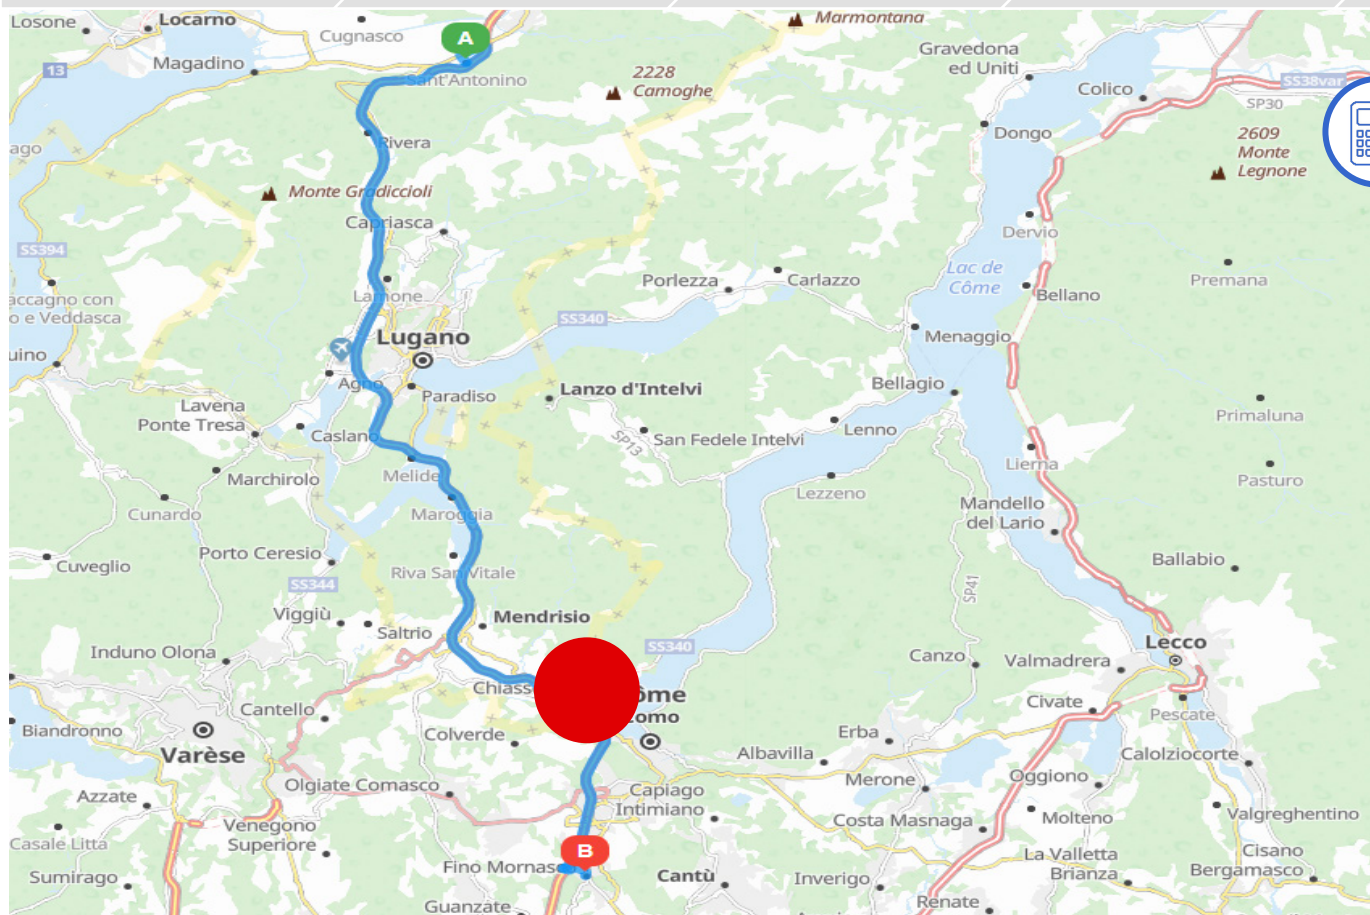 Losone
Locarno
Cugnasco
A
Marmontana
Gravedona
ed Uniti
13
Magadino
Sant'Antonino
2228
Camoghe
Colico
SS38var
SP30
Dongo
2609
Monte
Legnone
ago
Rivera
Monte Gradiccioli
Capriasca
Dervio
SS394
Lac de
Côme
Porlezza
Carlazzo
Premana
Bellano
accagno con
o e Veddasca
Lamone
SS340
Lugano
Menaggio
uino
Agno
Paradiso
Lanzo d'Intelvi
Bellagio
Lavena
Ponte Tresa
Caslano
SP13
San Fedele Intelvi
Lenno
Primaluna
Marchirolo
Melide
Lierna
Lezzeno
Pasturo
Cunardo
Maroggia
Mandello
del Lario
Porto Ceresio
Cuveglio
Riva San Vitale
Ballabio
SS344
SP41
Viggiù
Mendrisio
Saltrio
SS340
Lecco
Induno Olona
Canzo
Valmadrera
Chiass
ôme
omo
Cantello
Civate
Pescate
Biandronno
Varèse
Colverde
Erba
Albavilla
Calolziocorte
Olgiate Comasco
Capiago
Intimiano
Merone
Oggiono
Azzate
Venegono
Superiore
Costa Masnaga
Molteno
Valgreghentino
Casale Litta
B
La Valletta
Brianza
Cisano
Bergamasco
Sumirago
Fino Mornas
Cantù
Inverigo
Guanzate
Renate